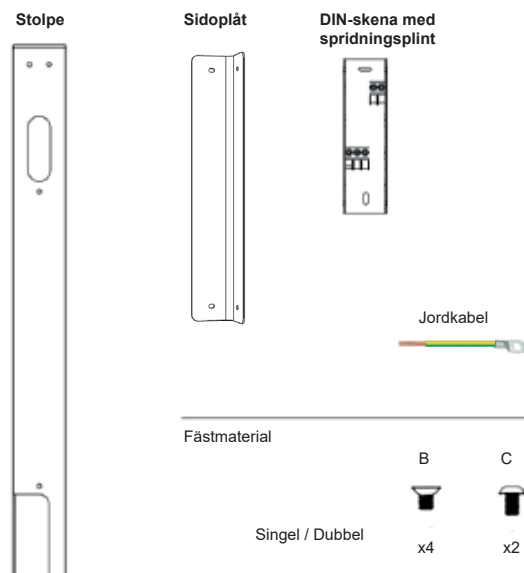 Stolpe
Sidoplåt
DIN-skena med
spridningsplint
Jordkabel
Fästmaterial
B C
Singel / Dubbel
x4 x2